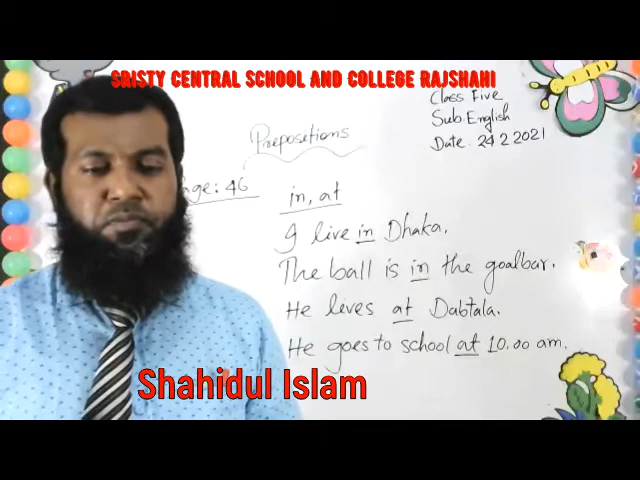 SRISTY CENTRAL SCHOOL AND COLLEGE RAJSHAHI
Class Five
Sub. English
Date. 24 2 2021
Prepositions
age: 46
in, at
I live in Dhaka.
The ball is in the goalbar.
He lives at Dabtala.
He goes to school at 10.00 am.
Shahidul Islam